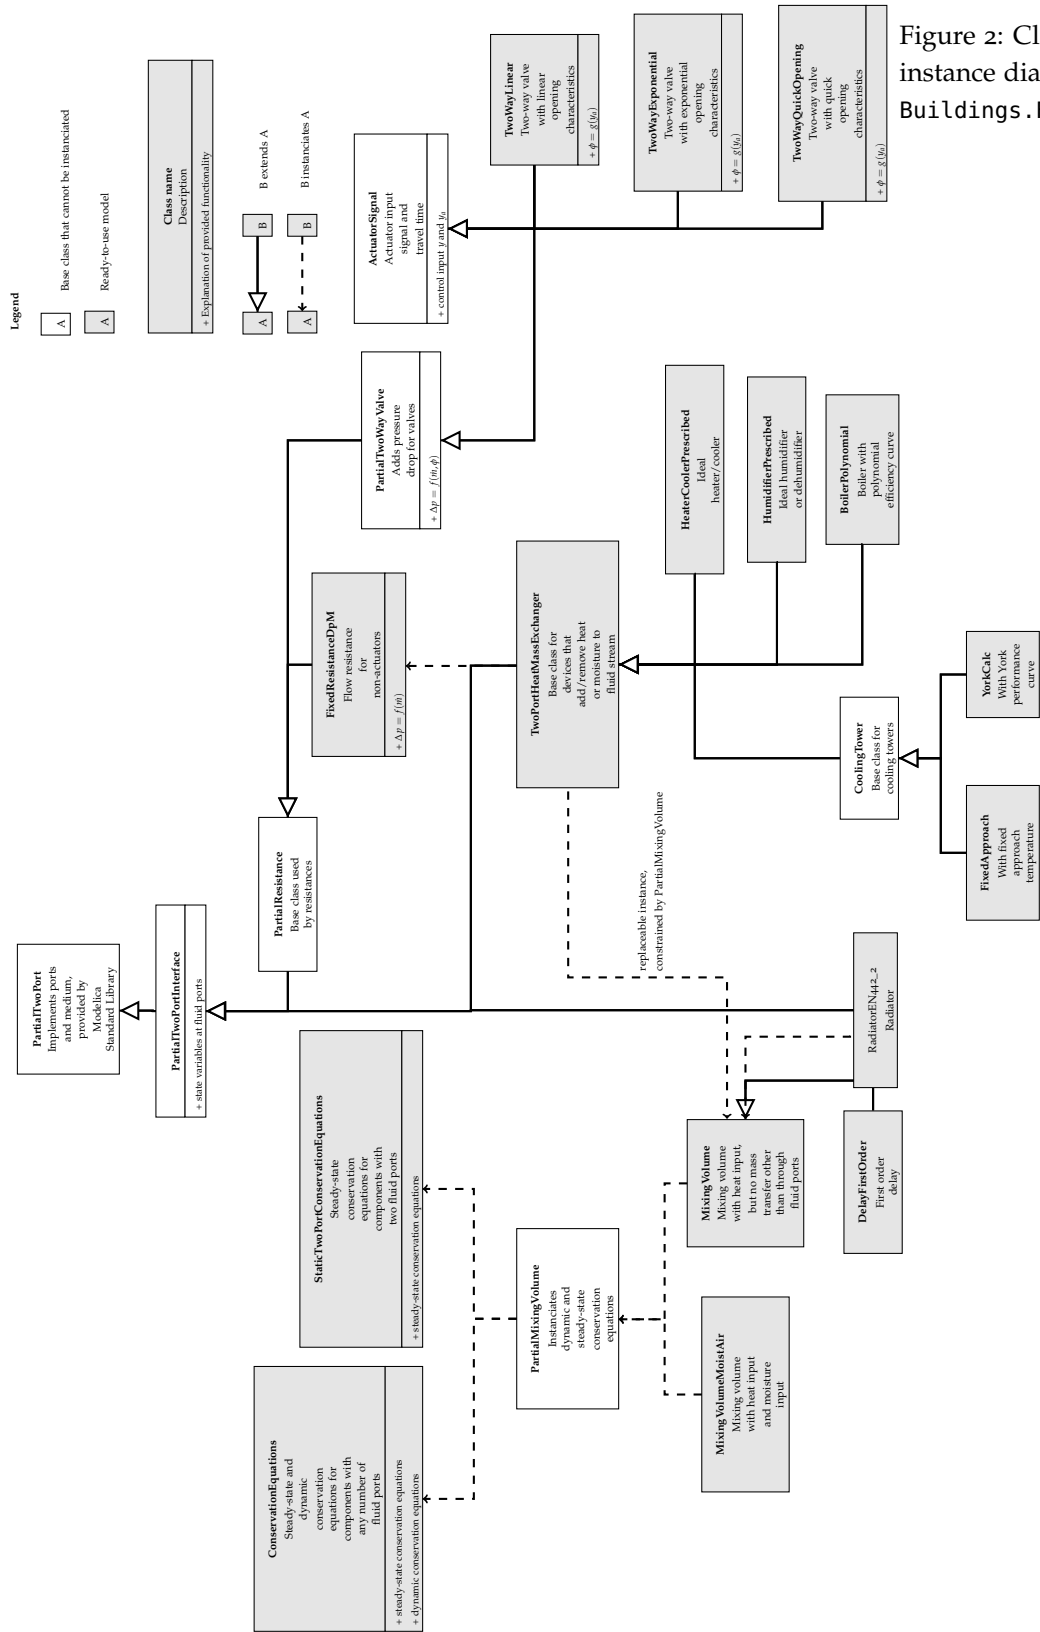 Figure 2: Cl
instance dia
Buildings.
Legend
A
Base class that cannot be instanciated
A
Ready-to-use model
Class name
Description
+ Explanation of provided functionality
A
B
B extends A
A
B
B instanciates A
PartialTwoPort
Implements ports
and medium,
provided by
Modelica
Standard Library
PartialTwoPortInterface
+ state variables at fluid ports
PartialResistance
Base class used
by resistances
FixedResistanceDpM
Flow resistance
for
non-actuators
+ Δp = f(ṁ)
PartialTwoWayValve
Adds pressure
drop for valves
+ Δp = f(ṁ, ϕ)
ActuatorSignal
Actuator input
signal and
travel time
+ control input y and yₐ
TwoWayLinear
Two-way valve
with linear
opening
characteristics
+ ϕ = g(yₐ)
TwoWayExponential
Two-way valve
with exponential
opening
characteristics
+ ϕ = g(yₐ)
TwoWayQuickOpening
Two-way valve
with quick
opening
characteristics
+ ϕ = g(yₐ)
ConservationEquations
Steady-state and
dynamic
conservation
equations for
components with
any number of
fluid ports
+ steady-state conservation equations
+ dynamic conservation equations
StaticTwoPortConservationEquations
Steady-state
conservation
equations for
components with
two fluid ports
+ steady-state conservation equations
TwoPortHeatMassExchanger
Base class for
devices that
add/remove heat
or moisture to
fluid stream
replaceable instance,
constrained by PartialMixingVolume
PartialMixingVolume
Instanciates
dynamic and
steady-state
conservation
equations
HeaterCoolerPrescribed
Ideal
heater/cooler
HumidifierPrescribed
Ideal humidifier
or dehumidifier
BoilerPolynomial
Boiler with
polynomial
efficiency curve
MixingVolumeMoistAir
Mixing volume
with heat input
and moisture
input
MixingVolume
Mixing volume
with heat input,
but no mass
transfer other
than through
fluid ports
DelayFirstOrder
First order
delay
RadiatorEN442_2
Radiator
CoolingTower
Base class for
cooling towers
FixedApproach
With fixed
approach
temperature
YorkCalc
With York
performance
curve